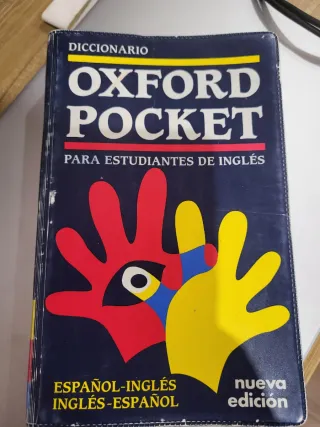 DICCIONARIO
OXFORD
POCKET
PARA ESTUDIANTES DE INGLÉS
ESPAÑOL-INGLÉS
INGLÉS-ESPAÑOL
nueva
edición